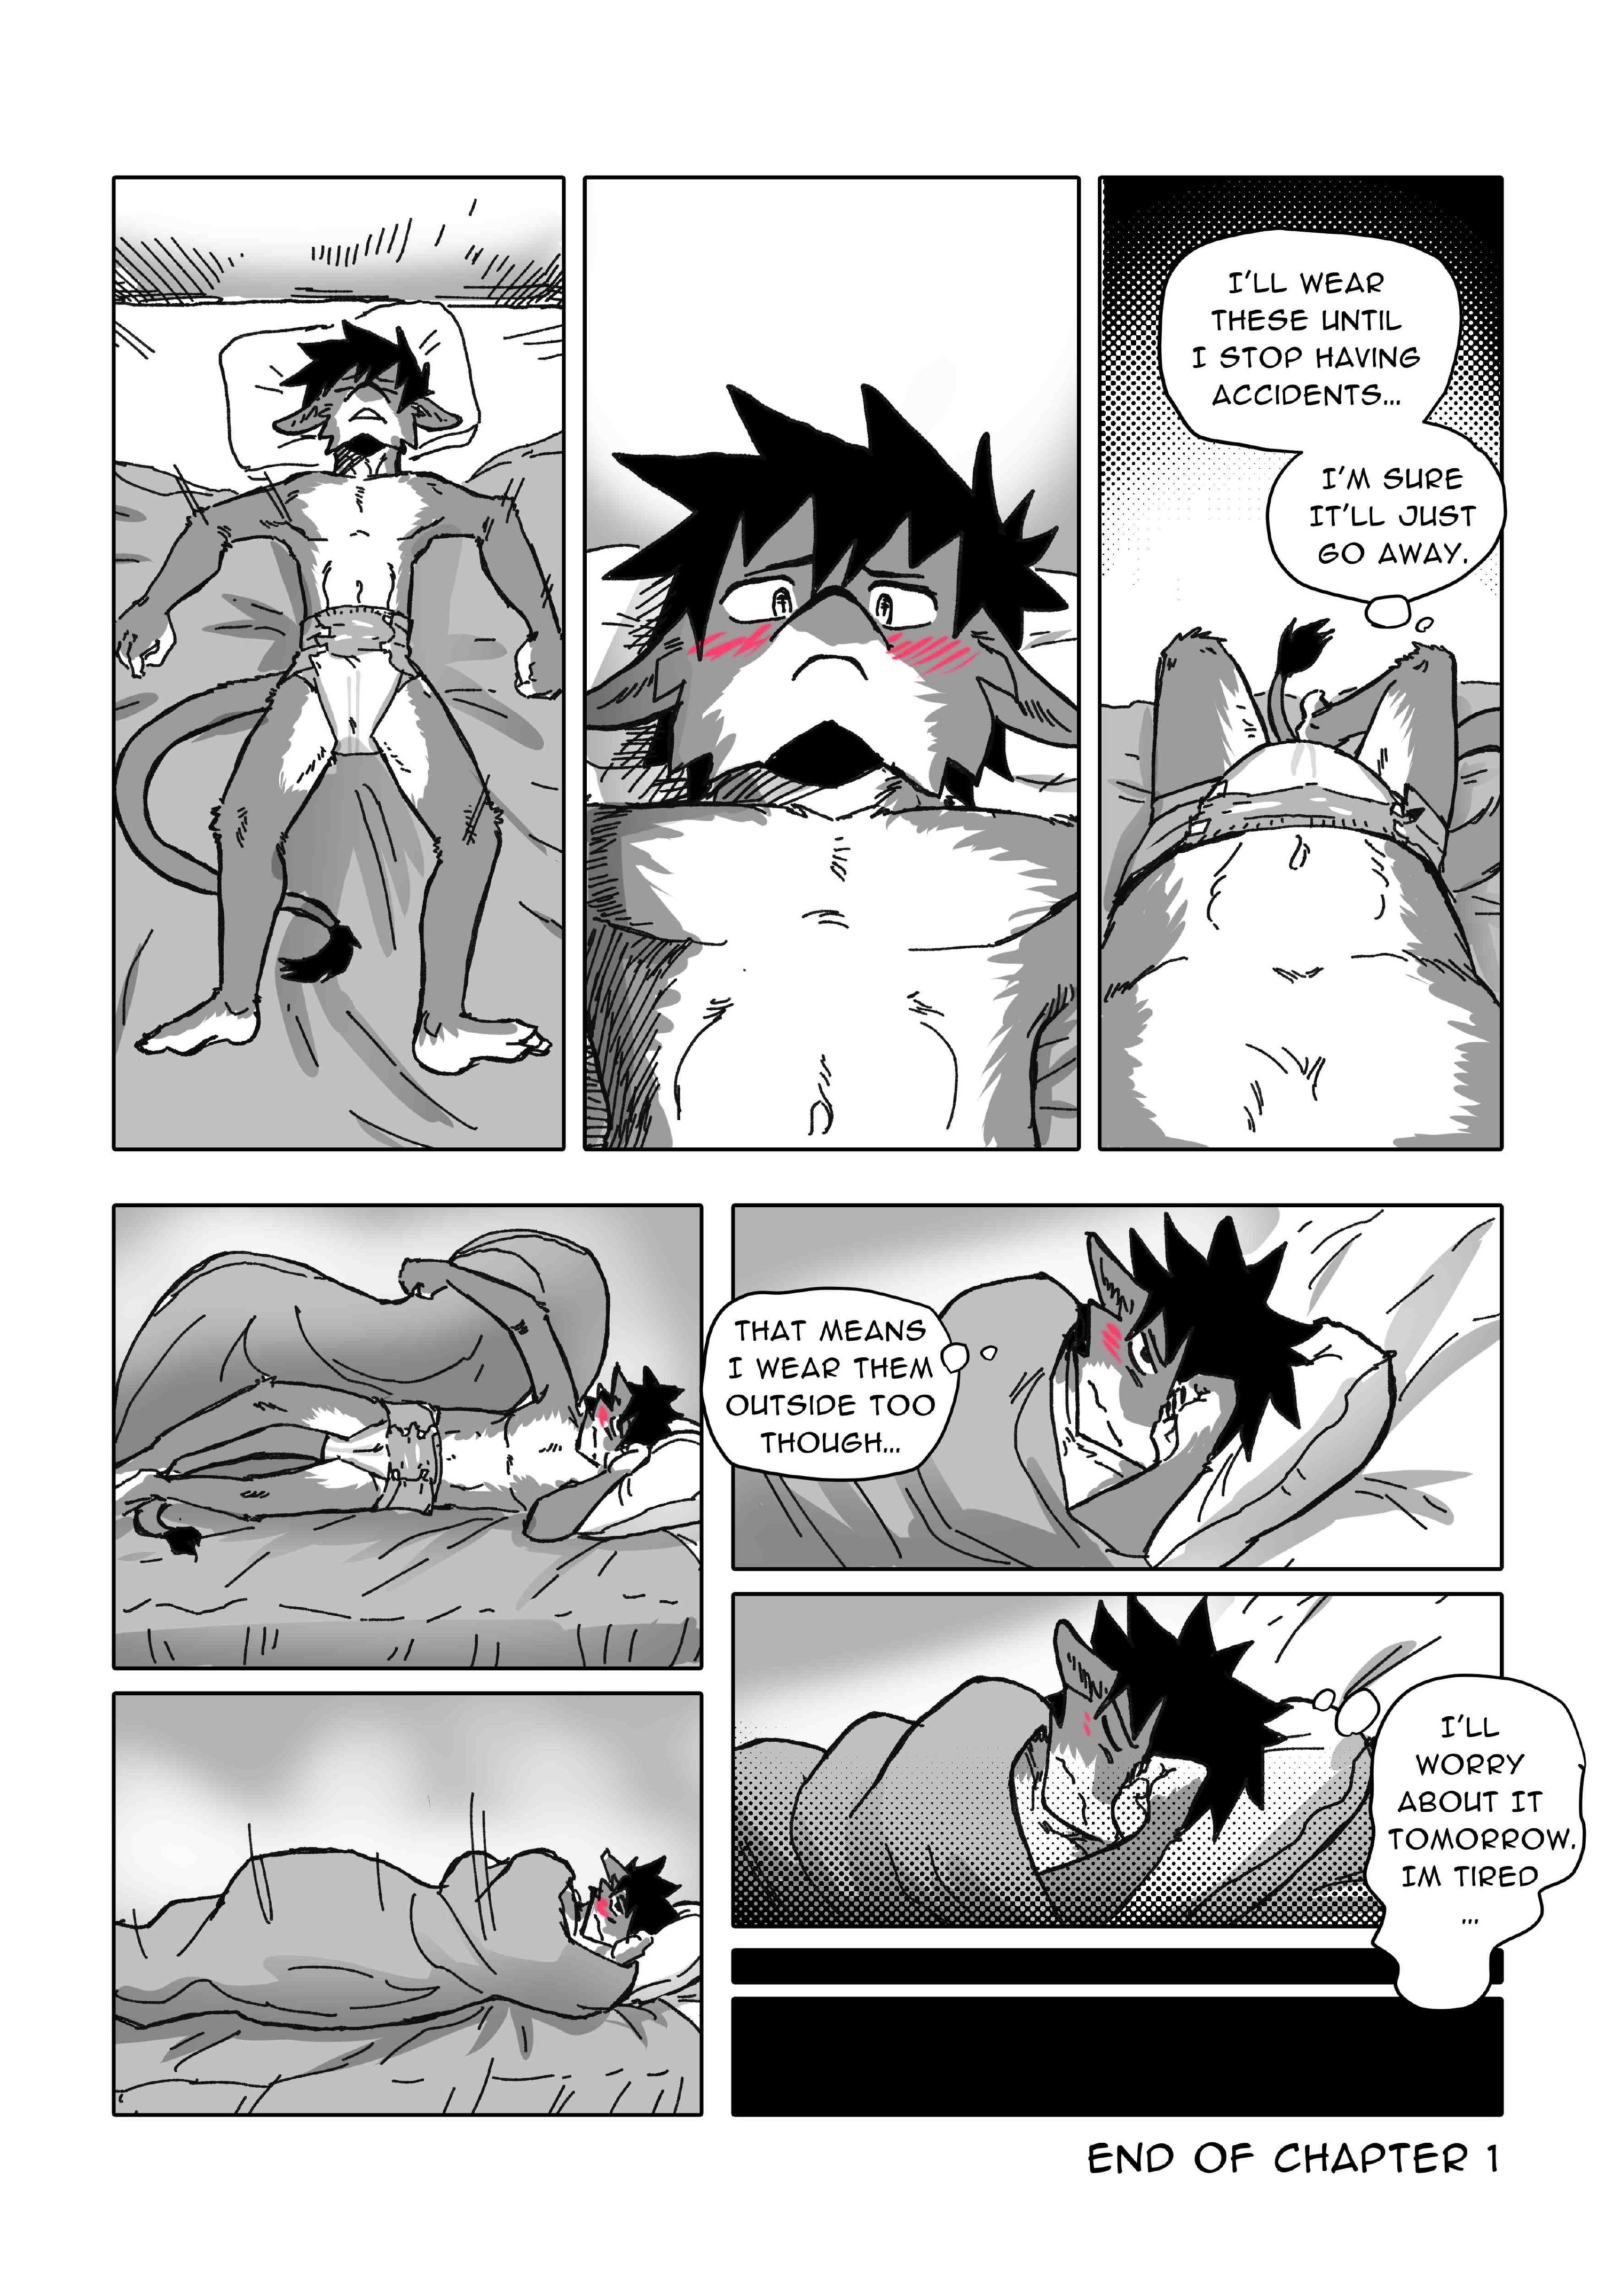 I'LL WEAR
THESE UNTIL
I STOP HAVING
ACCIDENTS...
I'M SURE
IT'LL JUST
GO AWAY.
THAT MEANS
I WEAR THEM
OUTSIDE TOO
THOUGH...
I'LL
WORRY
ABOUT IT
TOMORROW.
IM TIRED
...
END OF CHAPTER 1